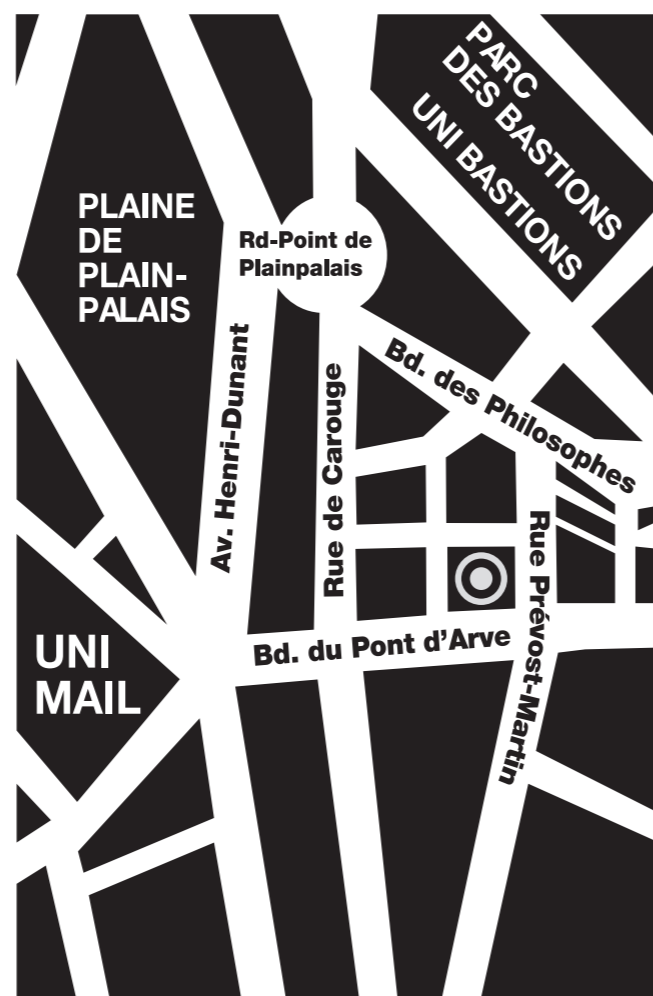 PARC
DES BASTIONS
UNI BASTIONS
PLAINE
DE
PLAIN-
PALAIS
Rd-Point de
Plainpalais
Bd. des Philosophes
Av. Henri-Dunant
Rue de Carouge
Rue Prévost-Martin
Bd. du Pont d’Arve
UNI
MAIL